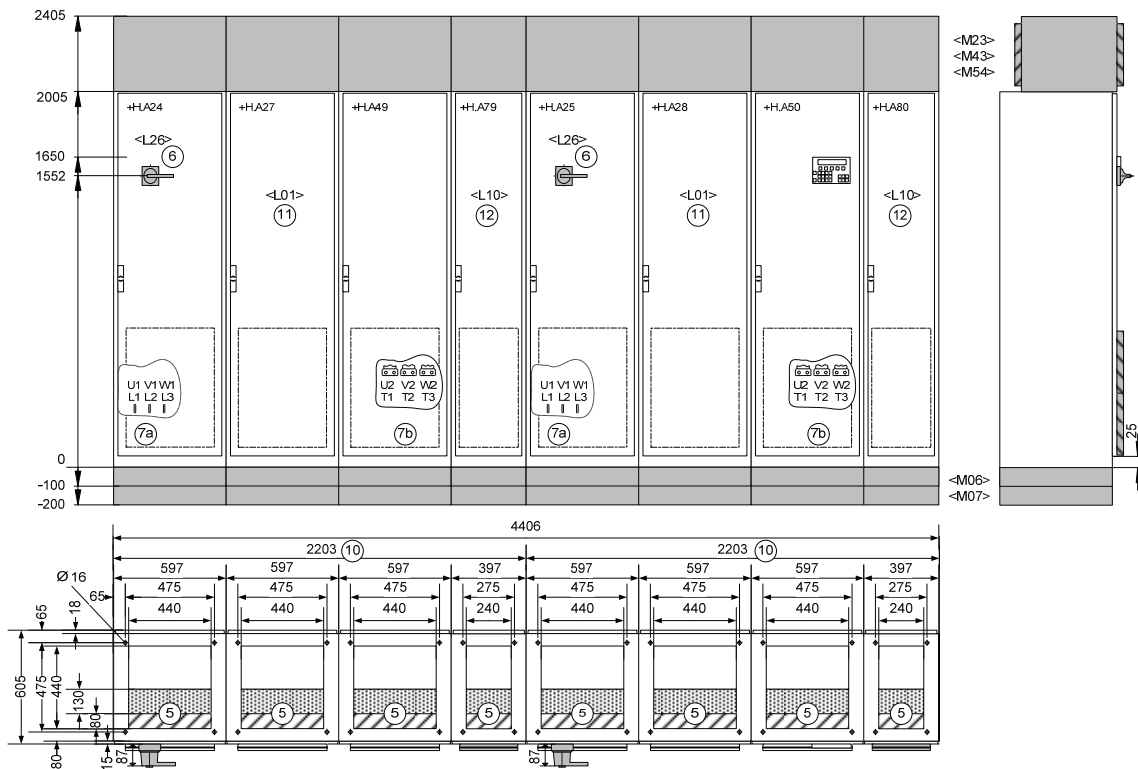 2405
<M23>
<M43>
<M54>
2005
+H.A24 +H.A27 +H.A49 +H.A79 +H.A25 +H.A28 +H.A50 +H.A80
<L26> <L26>
1650 6 6
1552
<L01> <L10> <L01> <L10>
11 12 11 12
U1 V1 W1 U2 V2 W2 U1 V1 W1 U2 V2 W2
L1 L2 L3 T1 T2 T3 L1 L2 L3 T1 T2 T3
7a 7b 7a 7b
25
0
-100 <M06>
-200 <M07>
4406
2203 10 2203 10
597 597 597 397 597 597 597 397
Ø 16 475 475 475 275 475 475 475 275
65 440 440 440 240 440 440 440 240
65 18
605 475 440 130 80
5 5 5 5 5 5 5 5
80 15 87 87